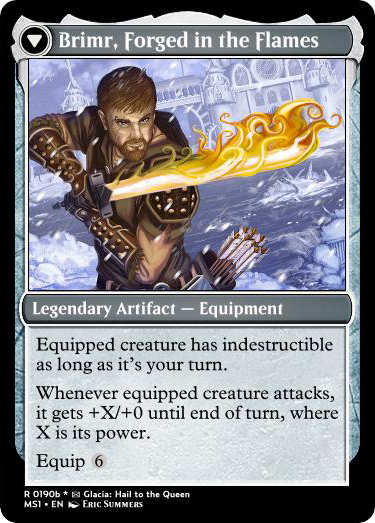 Brimr, Forged in the Flames
Legendary Artifact — Equipment
Equipped creature has indestructible
as long as it's your turn.
Whenever equipped creature attacks,
it gets +X/+0 until end of turn, where
X is its power.
Equip 6
R 0190b * Glacia: Hail to the Queen
MS1 • EN Eric Summers